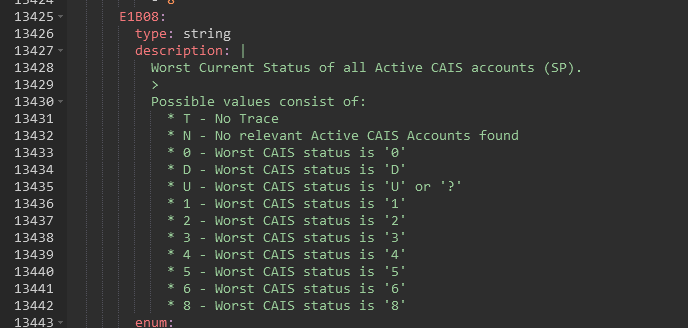 13424 - 8
13425 E1B08:
13426 type: string
13427 description: |
13428 Worst Current Status of all Active CAIS accounts (SP).
13429 >
13430 Possible values consist of:
13431 * T - No Trace
13432 * N - No relevant Active CAIS Accounts found
13433 * 0 - Worst CAIS status is '0'
13434 * D - Worst CAIS status is 'D'
13435 * U - Worst CAIS status is 'U' or '?'
13436 * 1 - Worst CAIS status is '1'
13437 * 2 - Worst CAIS status is '2'
13438 * 3 - Worst CAIS status is '3'
13439 * 4 - Worst CAIS status is '4'
13440 * 5 - Worst CAIS status is '5'
13441 * 6 - Worst CAIS status is '6'
13442 * 8 - Worst CAIS status is '8'
13443 enum: